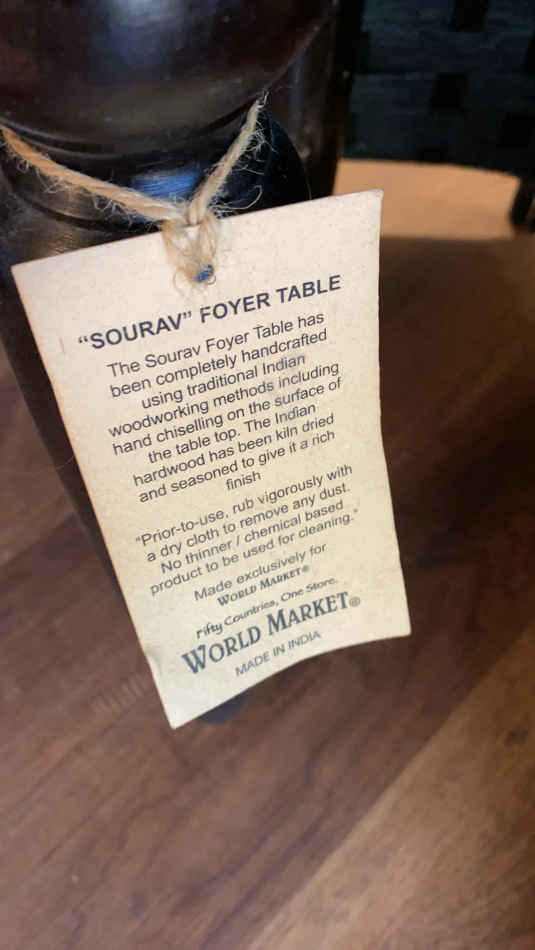 “SOURAV” FOYER TABLE
The Sourav Foyer Table has
been completely handcrafted
using traditional Indian
woodworking methods including
hand chiselling on the surface of
the table top. The Indian
hardwood has been kiln dried
and seasoned to give it a rich
finish
“Prior-to-use, rub vigorously with
a dry cloth to remove any dust.
No thinner / chemical based
product to be used for cleaning.”
Made exclusively for
WORLD MARKET®
Fifty Countries, One Store.
WORLD MARKET®
MADE IN INDIA